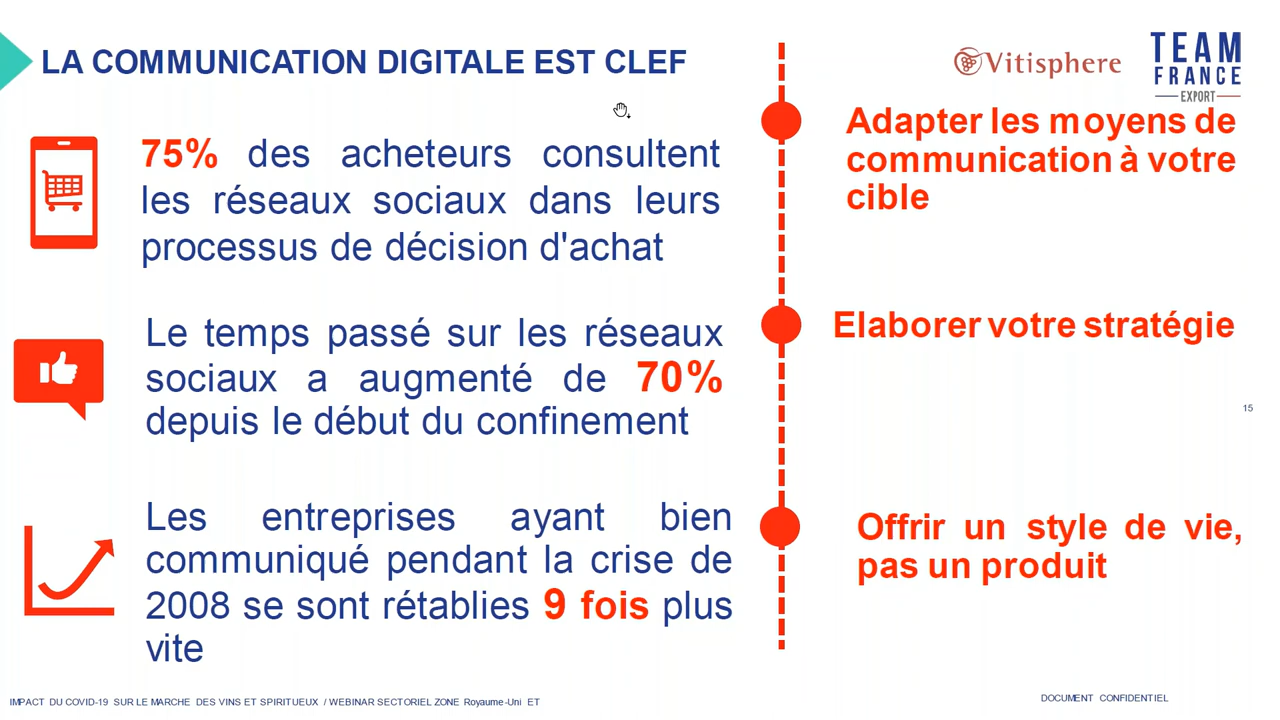 LA COMMUNICATION DIGITALE EST CLEF
Vitisphere
TEAM
FRANCE
EXPORT
75% des acheteurs consultent
les réseaux sociaux dans leurs
processus de décision d'achat
Adapter les moyens de
communication à votre
cible
Le temps passé sur les réseaux
sociaux a augmenté de 70%
depuis le début du confinement
Elaborer votre stratégie
15
Les entreprises ayant bien
communiqué pendant la crise de
2008 se sont rétablies 9 fois plus
vite
Offrir un style de vie,
pas un produit
IMPACT DU COVID-19 SUR LE MARCHE DES VINS ET SPIRITUEUX / WEBINAR SECTORIEL ZONE Royaume-Uni ET
DOCUMENT CONFIDENTIEL